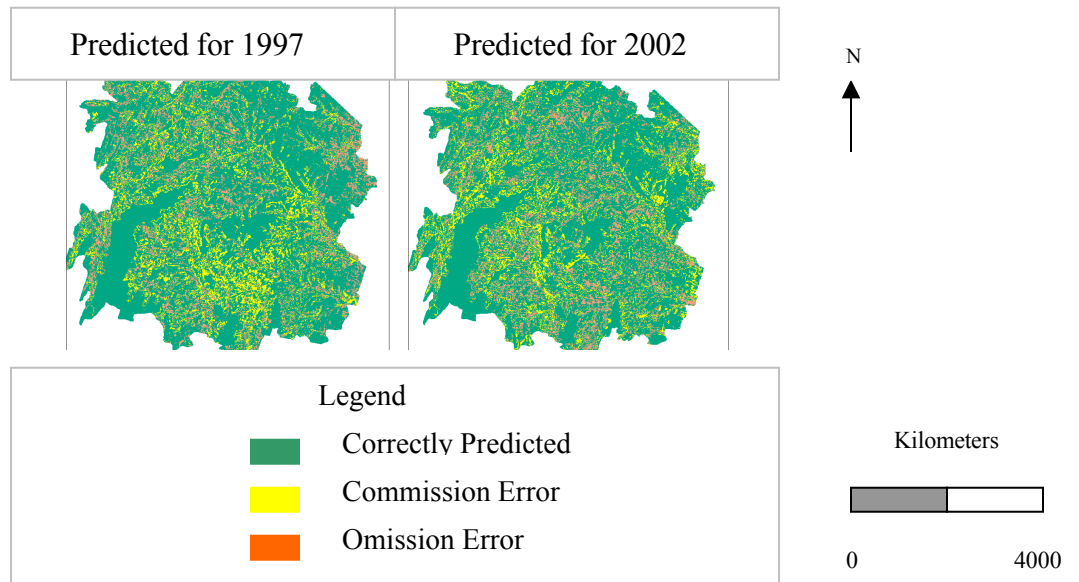 Predicted for 1997
Predicted for 2002
N
Legend
Correctly Predicted
Commission Error
Omission Error
Kilometers
0
4000